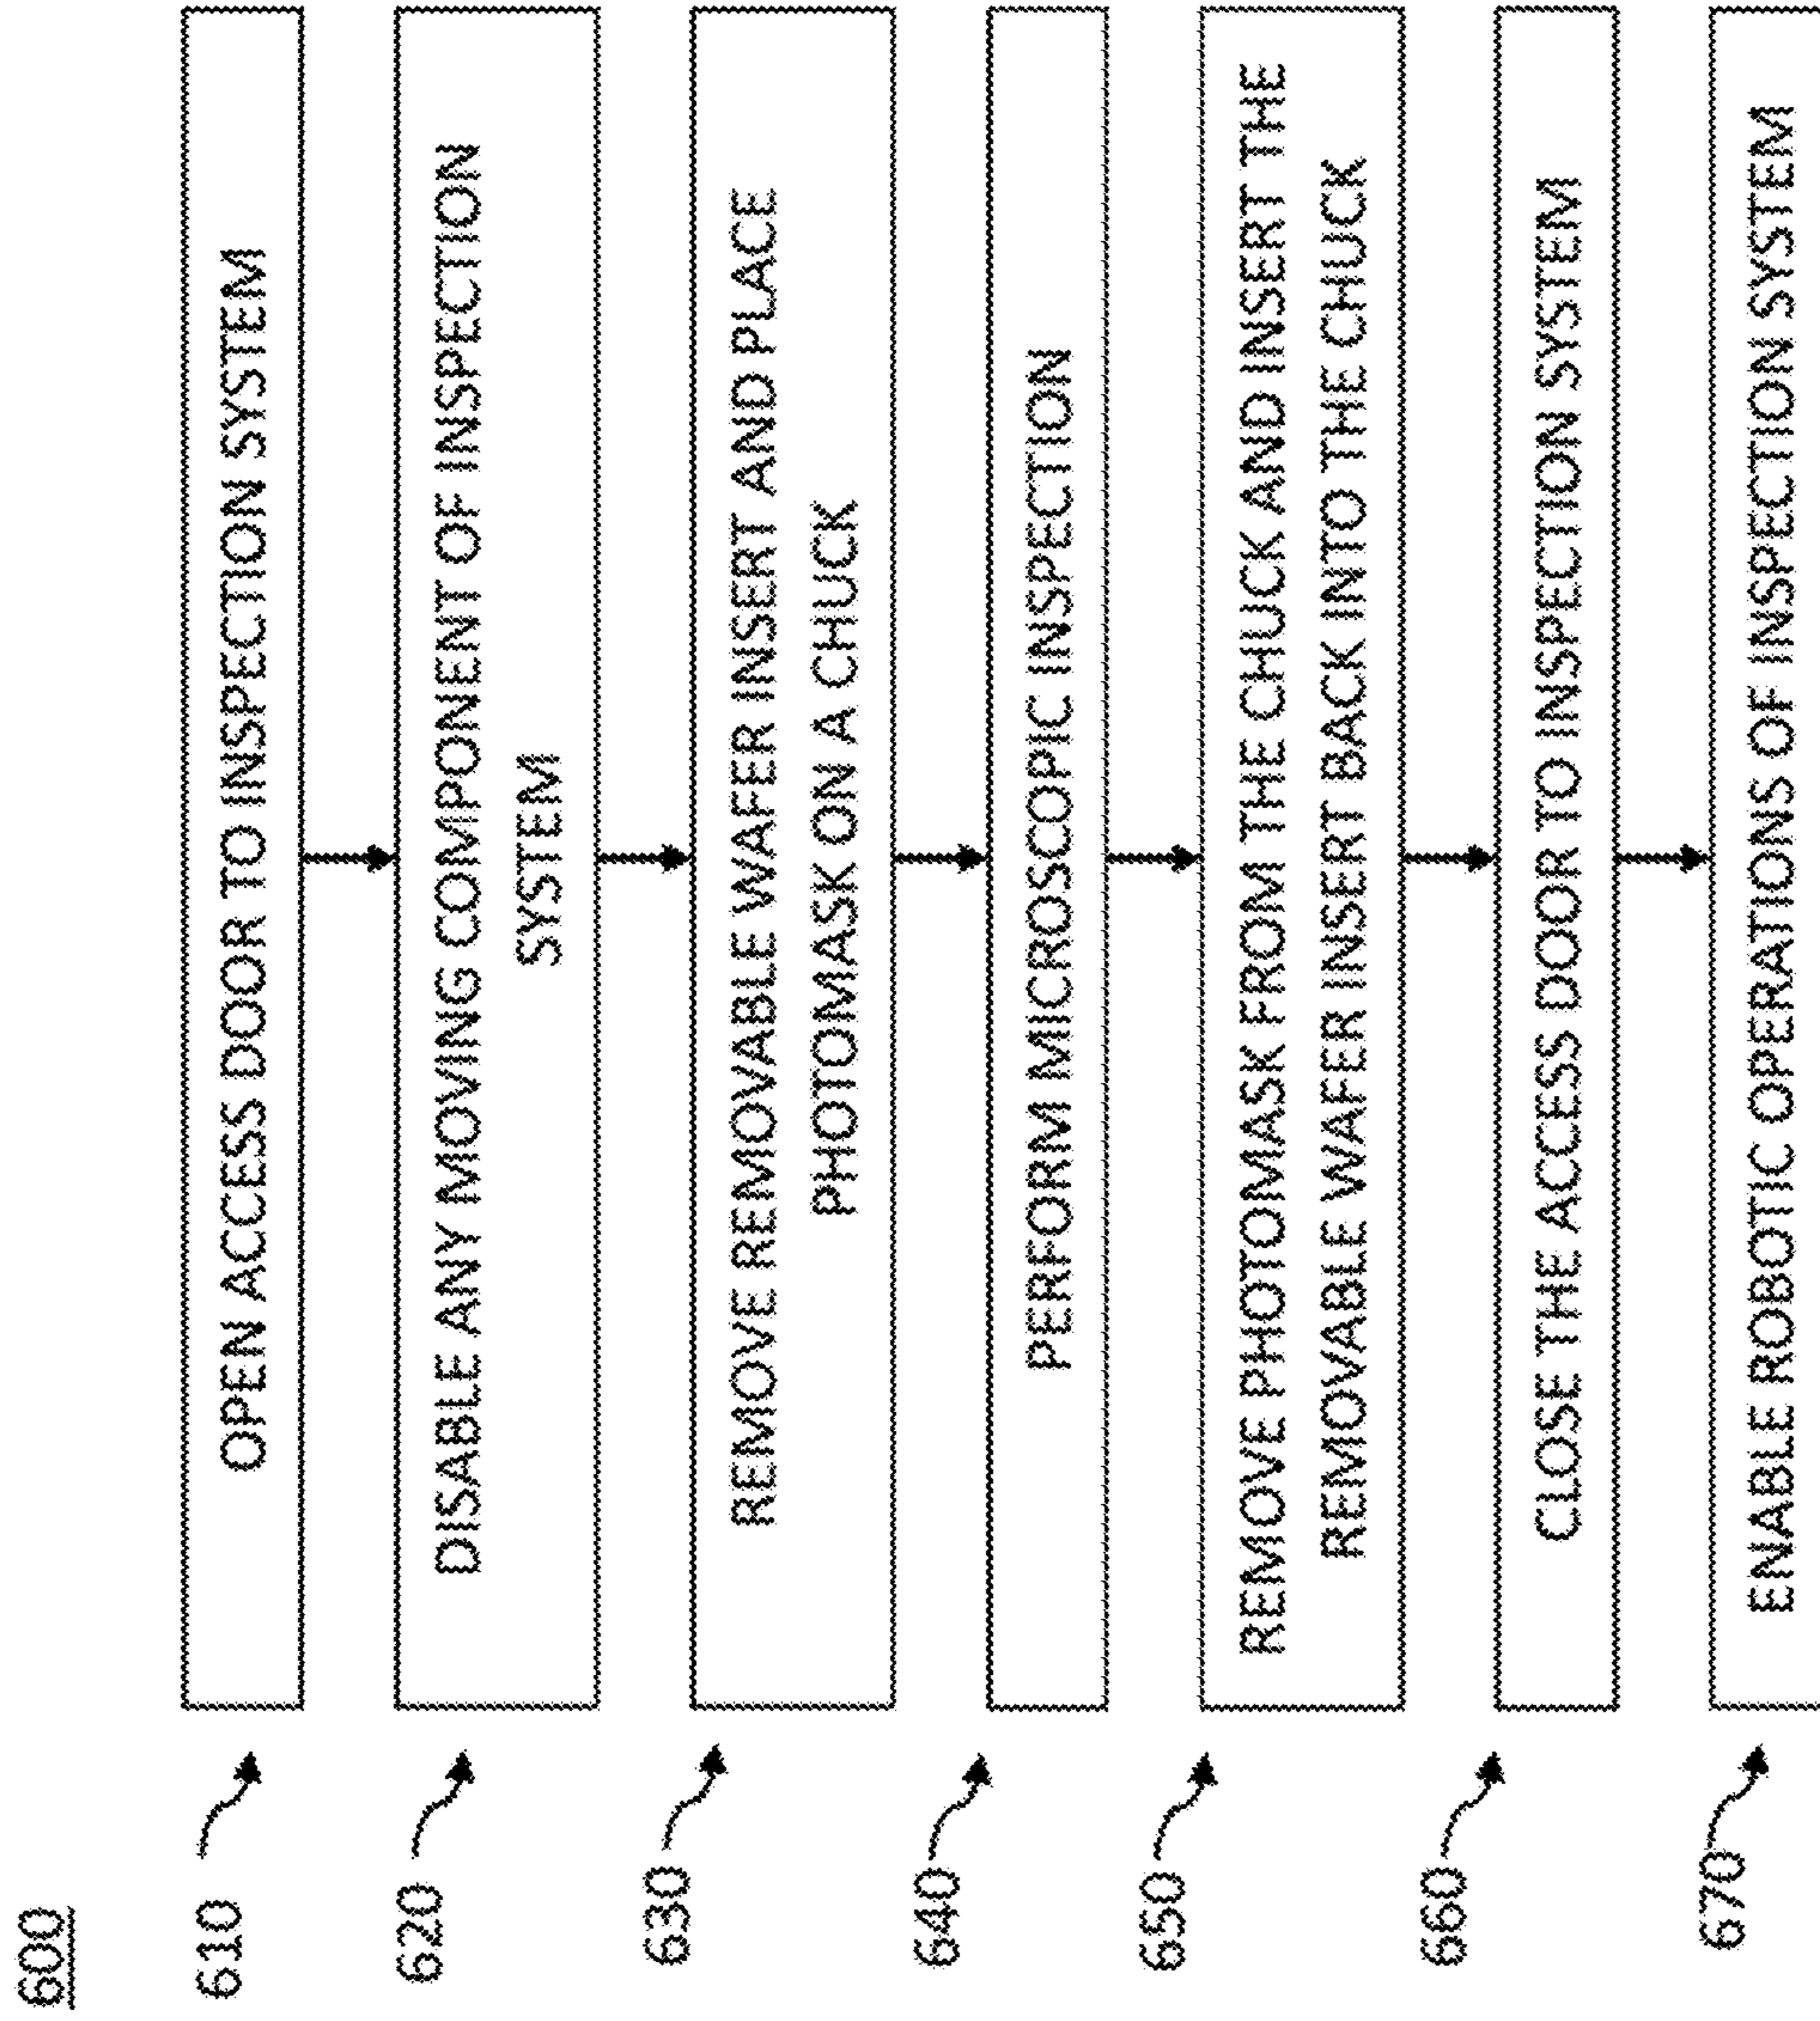 600
610
OPEN ACCESS DOOR TO INSPECTION SYSTEM
620
DISABLE ANY MOVING COMPONENT OF INSPECTION
SYSTEM
630
REMOVE REMOVABLE WAFER INSERT AND PLACE
PHOTOMASK ON A CHUCK
640
PERFORM MICROSCOPIC INSPECTION
650
REMOVE PHOTOMASK FROM THE CHUCK AND INSERT THE
REMOVABLE WAFER INSERT BACK INTO THE CHUCK
660
CLOSE THE ACCESS DOOR TO INSPECTION SYSTEM
670
ENABLE ROBOTIC OPERATIONS OF INSPECTION SYSTEM